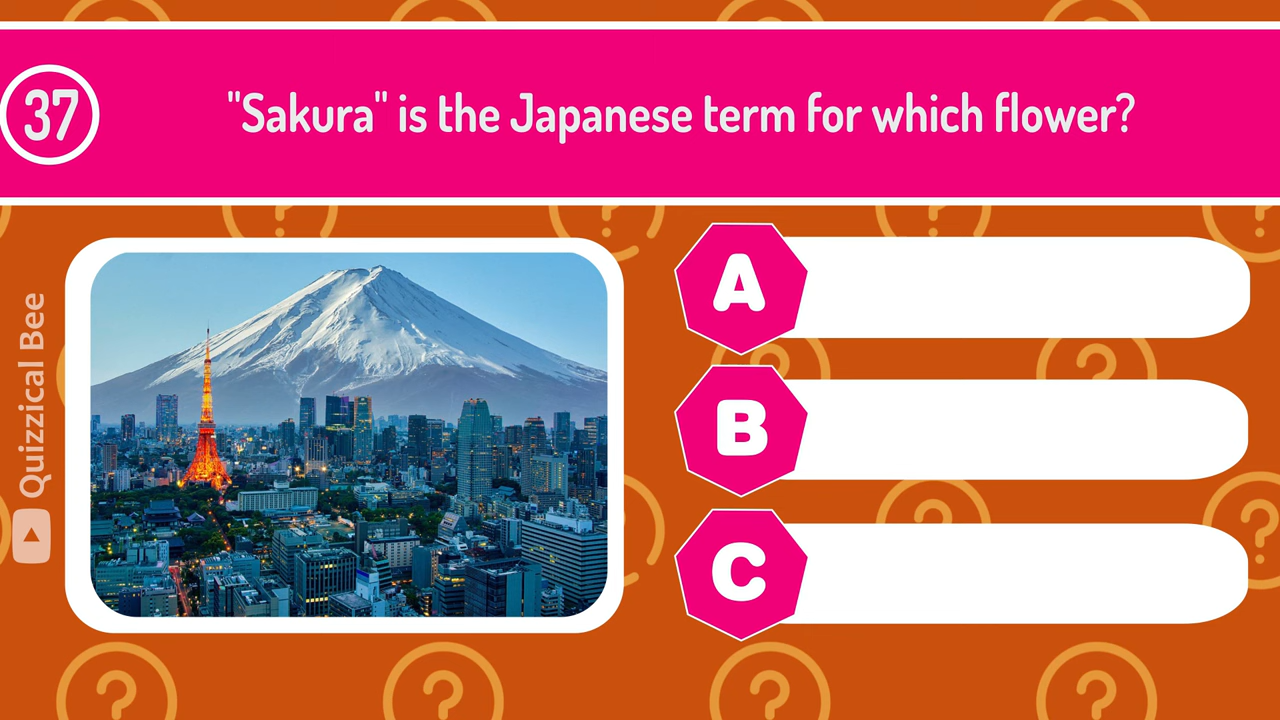 37
"Sakura" is the Japanese term for which flower?
A
B
C
Quizzical Bee